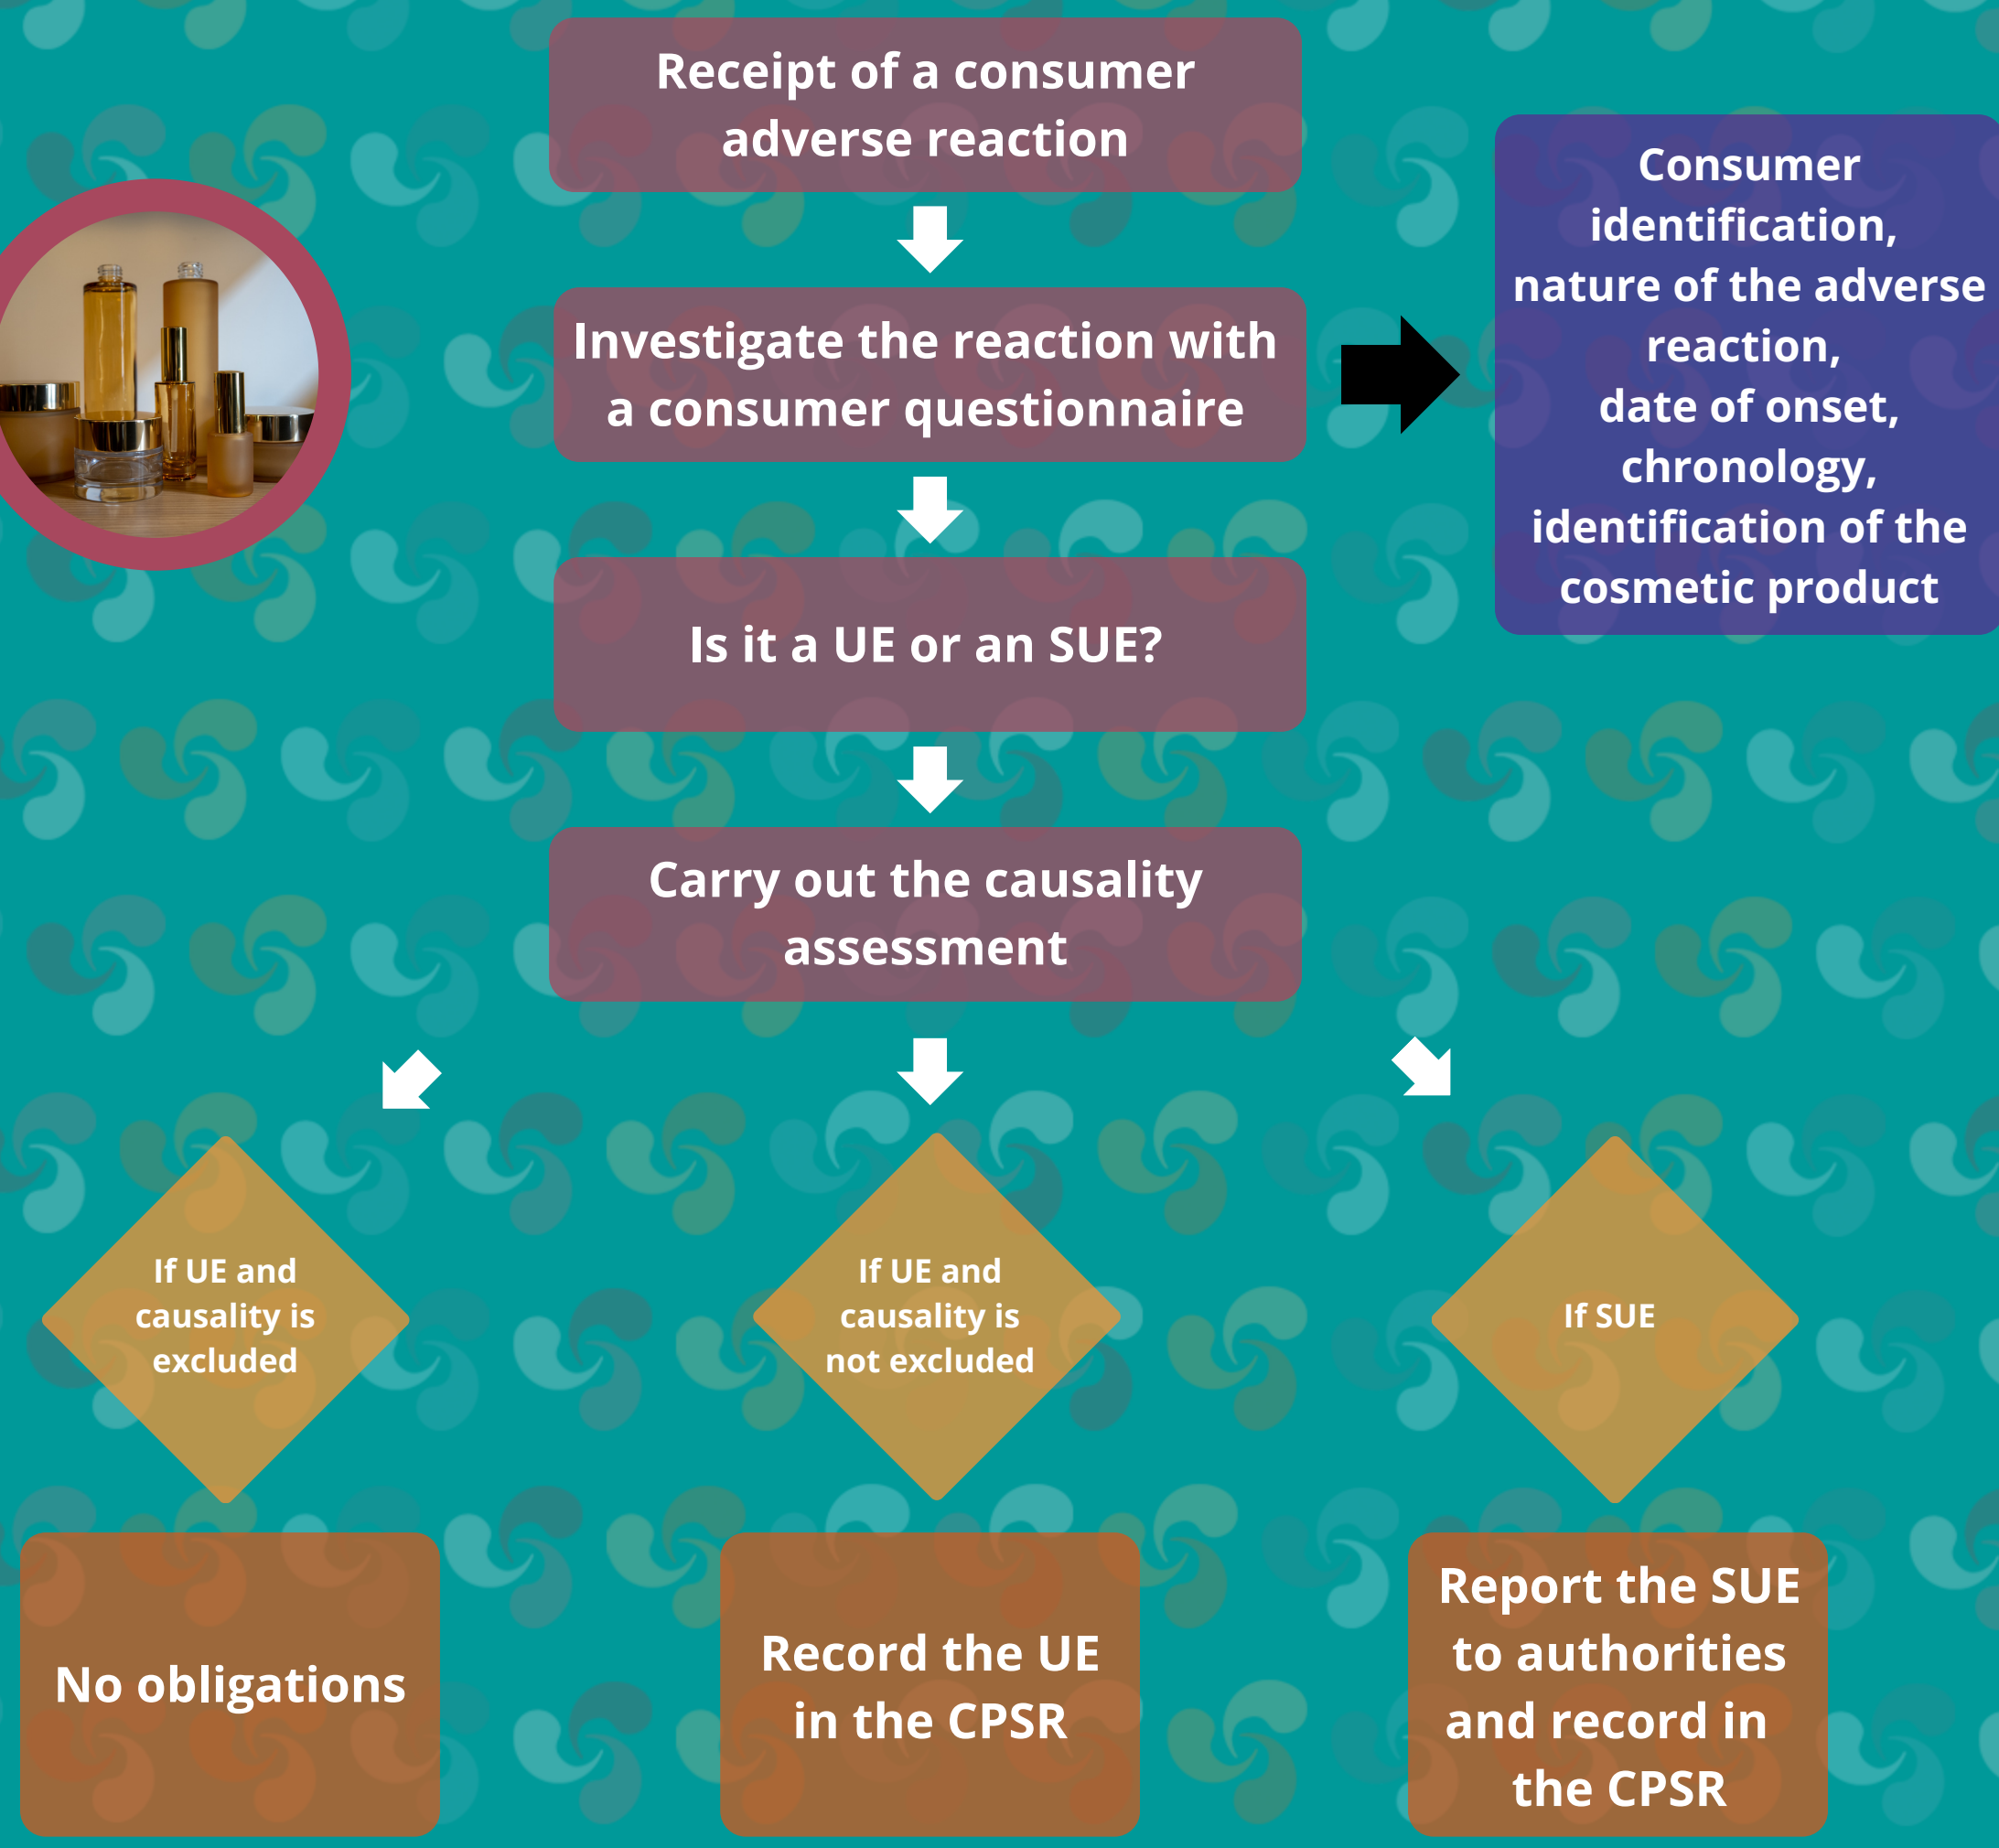 Receipt of a consumer
adverse reaction
Investigate the reaction with
a consumer questionnaire
Consumer
identification,
nature of the adverse
reaction,
date of onset,
chronology,
identification of the
cosmetic product
Is it a UE or an SUE?
Carry out the causality
assessment
If UE and
causality is
excluded
If UE and
causality is
not excluded
If SUE
No obligations
Record the UE
in the CPSR
Report the SUE
to authorities
and record in
the CPSR